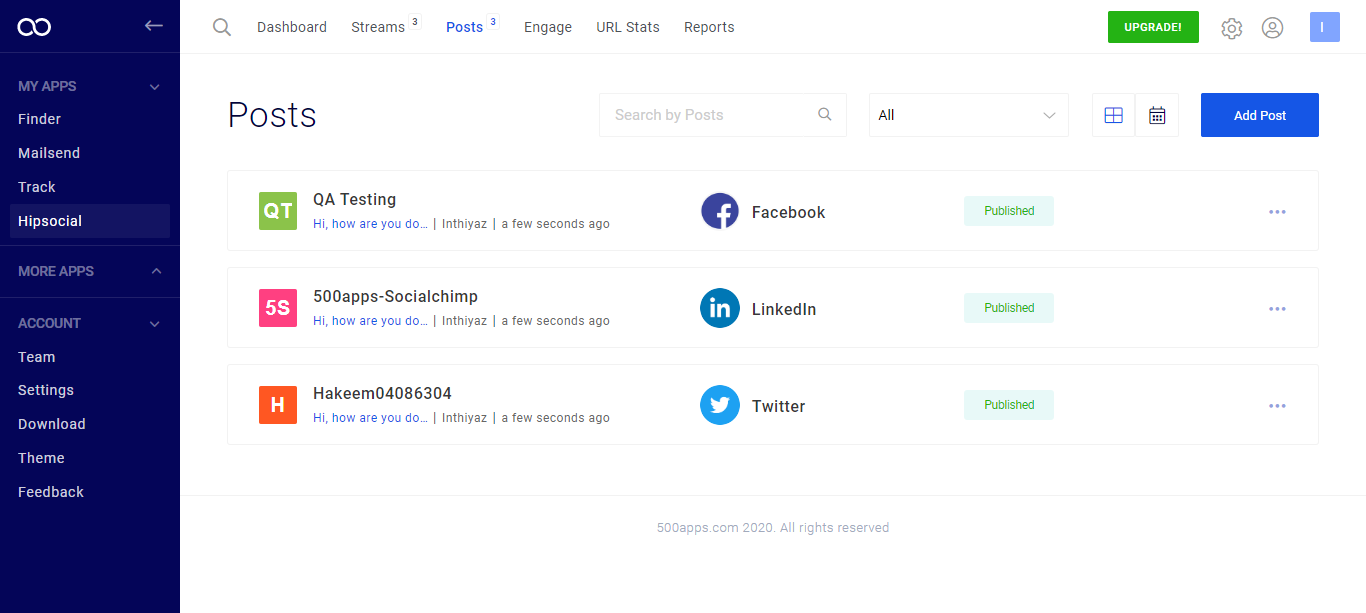 Dashboard Streams 3 Posts 3 Engage URL Stats Reports UPGRADE! I
MY APPS
Finder
Mailsend
Track
Hipsocial
MORE APPS
ACCOUNT
Team
Settings
Download
Theme
Feedback
Posts Search by Posts All Add Post
QT QA Testing Facebook Published
Hi, how are you do... | Inthiyaz | a few seconds ago
5S 500apps-Socialchimp LinkedIn Published
Hi, how are you do... | Inthiyaz | a few seconds ago
H Hakeem04086304 Twitter Published
Hi, how are you do... | Inthiyaz | a few seconds ago
500apps.com 2020. All rights reserved